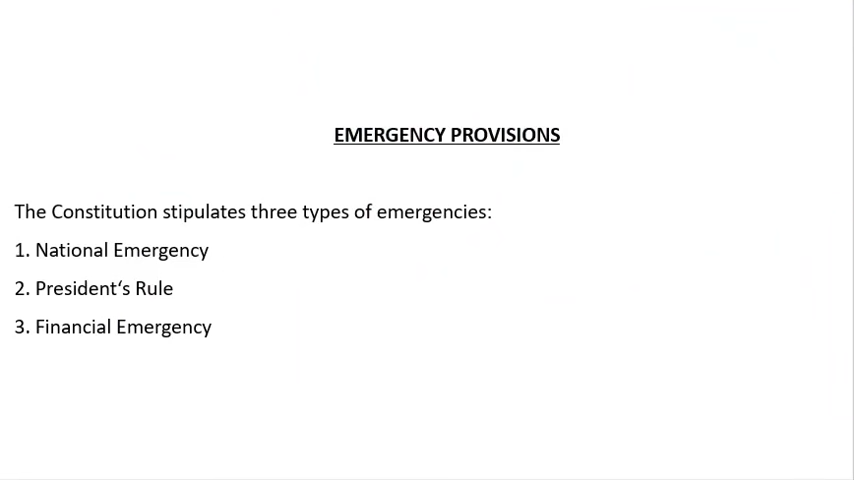 EMERGENCY PROVISIONS
The Constitution stipulates three types of emergencies:
1. National Emergency
2. President‘s Rule
3. Financial Emergency